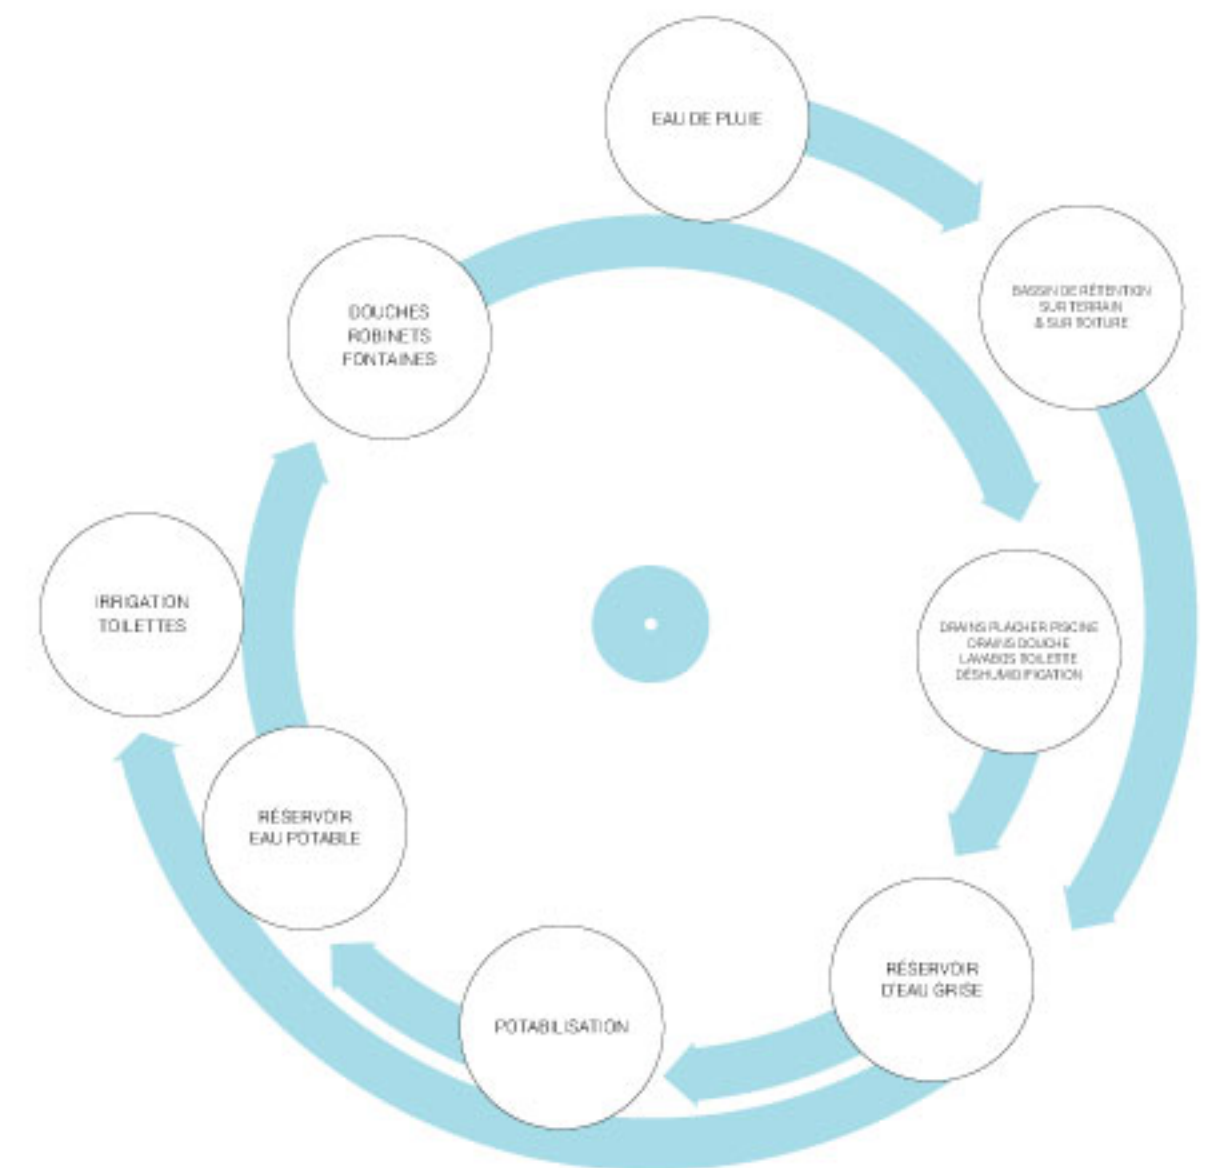 EAU DE PLUIE
BASSIN DE RÉTENTION
SUR TERRAIN
& SUR TOITURE
DOUCHES
ROBINETS
FONTAINES
IRRIGATION
TOILETTES
DRAINS PLACHER PISCINE
DRAINS DOUCHE
LAVABOS TOILETTE
DÉSHUMIDIFICATION
RÉSERVOIR
EAU POTABLE
RÉSERVOIR
D'EAU GRISE
POTABILISATION